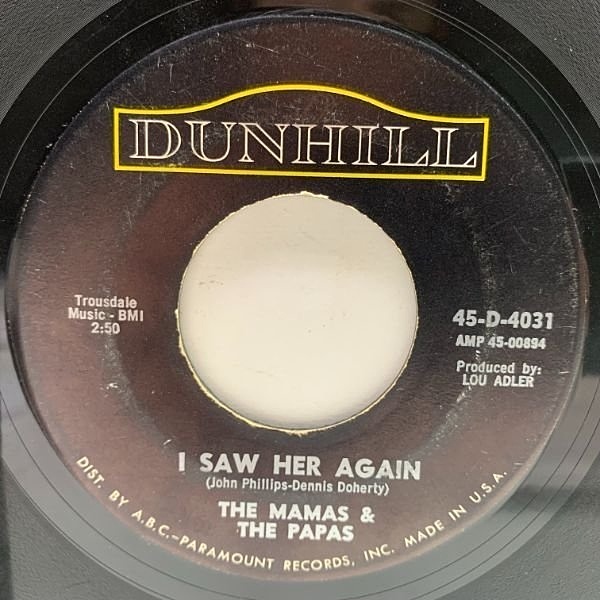 DUNHILL
Trousdale
Music - BMI
2:50
45-D-4031
AMP 45-00894
Produced by:
LOU ADLER
I SAW HER AGAIN
(John Phillips-Dennis Doherty)
THE MAMAS &
THE PAPAS
DIST. BY A.B.C.-PARAMOUNT RECORDS, INC. MADE IN U.S.A.